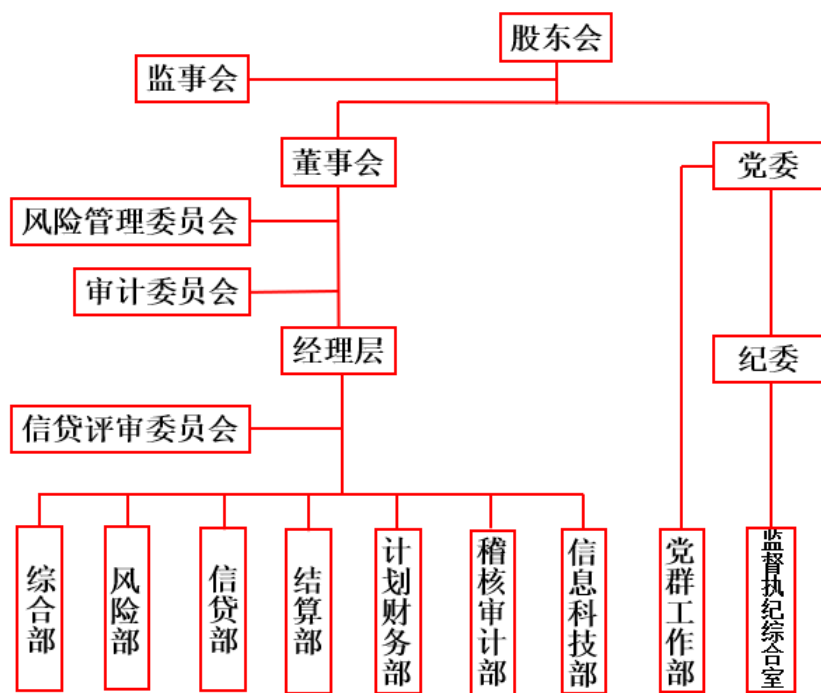 股东会
监事会
董事会
党委
风险管理委员会
审计委员会
经理层
纪委
信贷评审委员会
综合部
风险部
信贷部
结算部
计划财务部
稽核审计部
信息科技部
党群工作部
监督执纪综合室